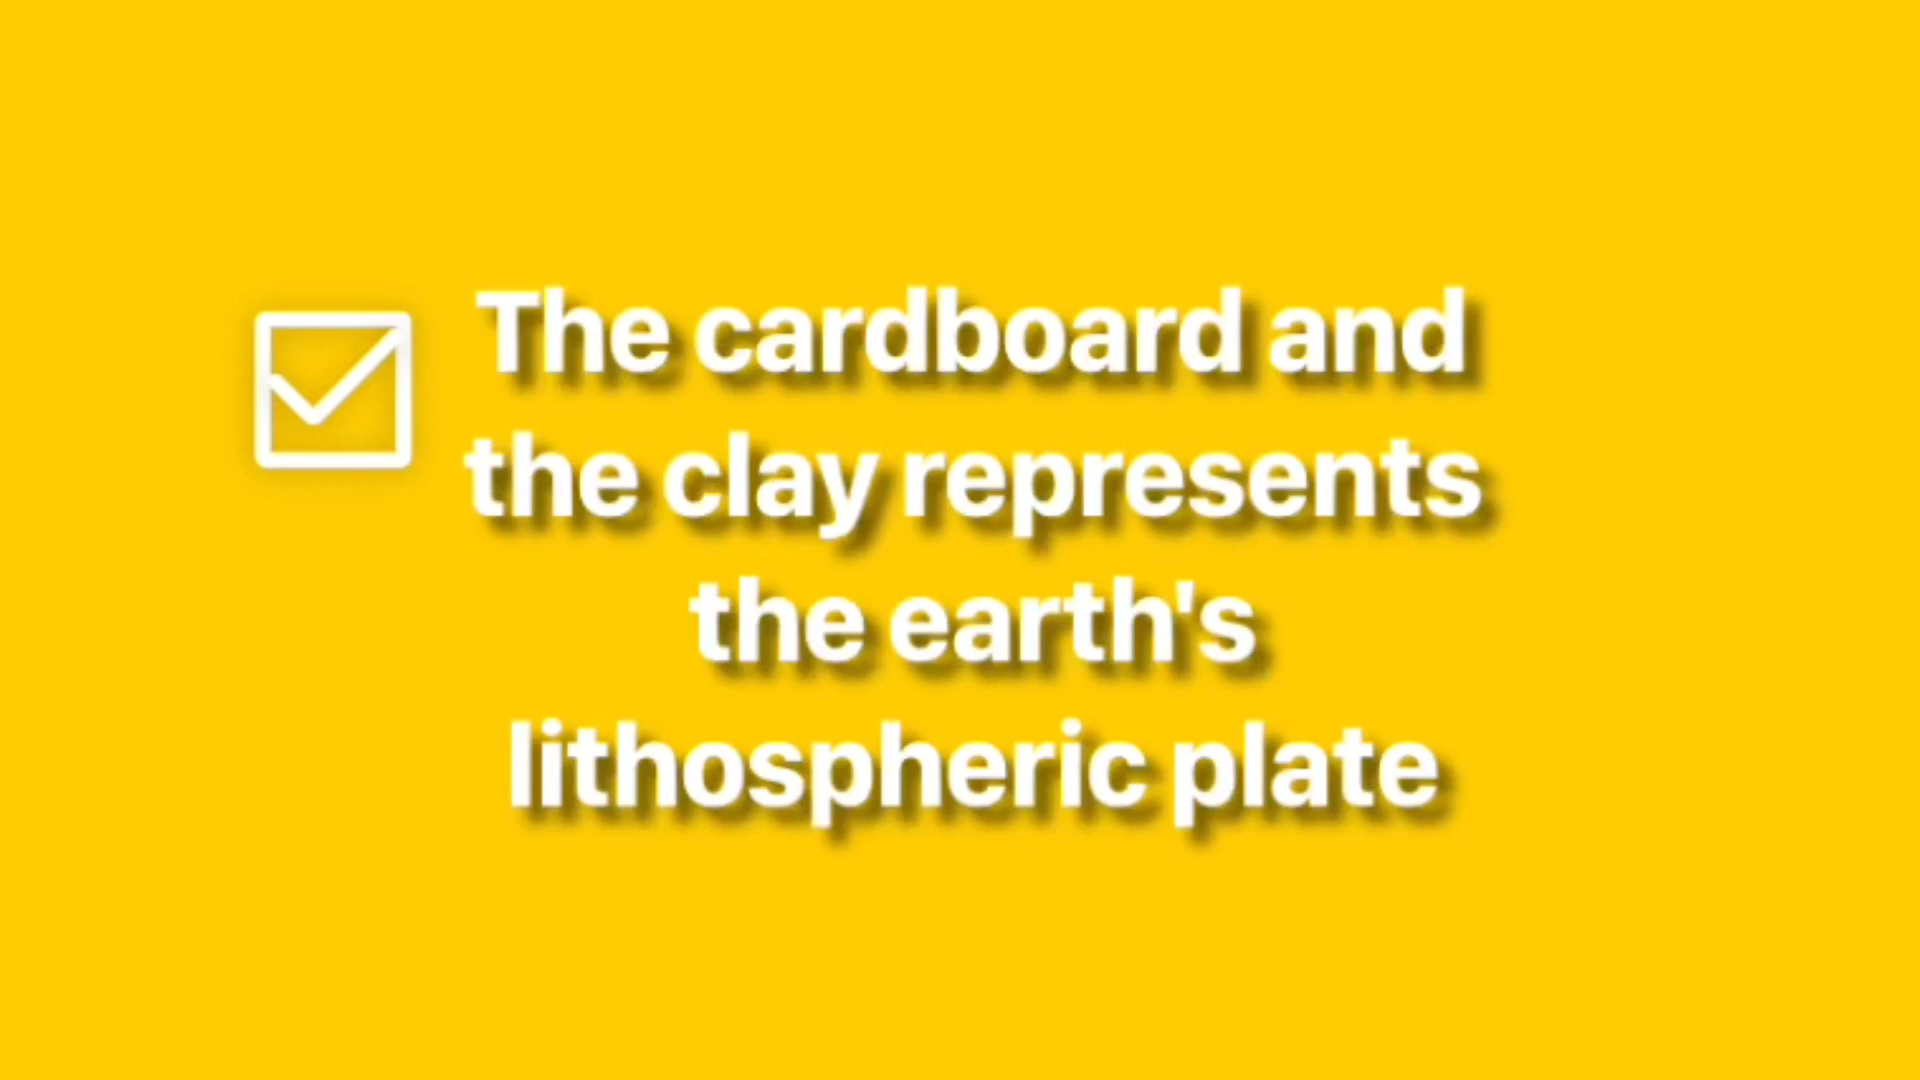 The cardboard and
the clay represents
the earth's
lithospheric plate